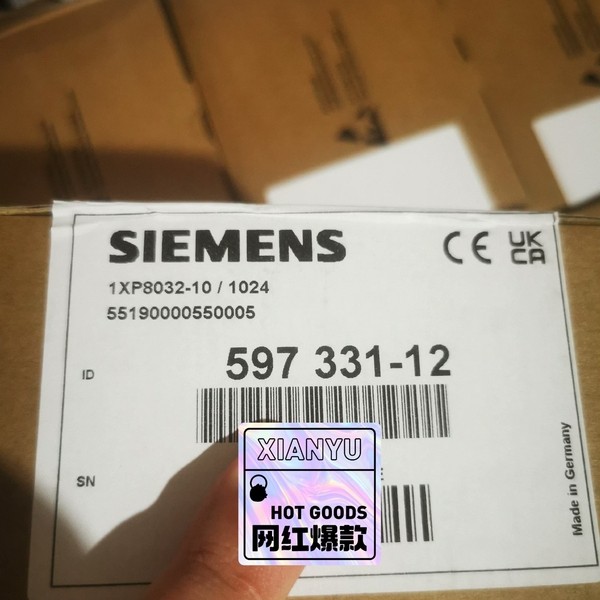 SIEMENS
CE UK CA
1XP8032-10 / 1024
55190000550005
ID
597 331-12
SN
E
XIANYU
HOT GOODS
网红爆款
Made in Germany